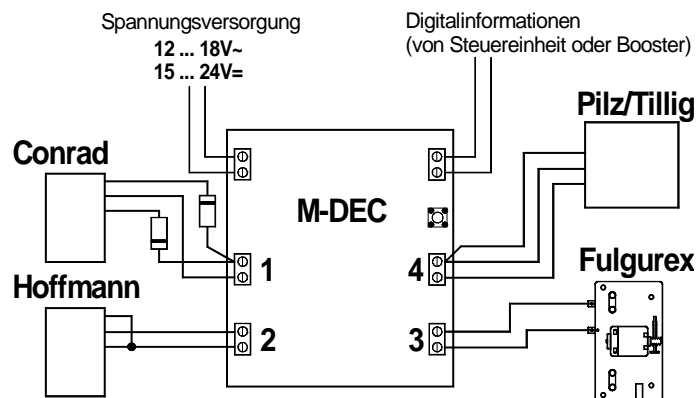 Spannungsversorgung
12 ... 18V~
15 ... 24V=
Digitalinformationen
(von Steuereinheit oder Booster)
Pilz/Tillig
Conrad
M-DEC
1
4
Fulgurex
Hoffmann
2
3